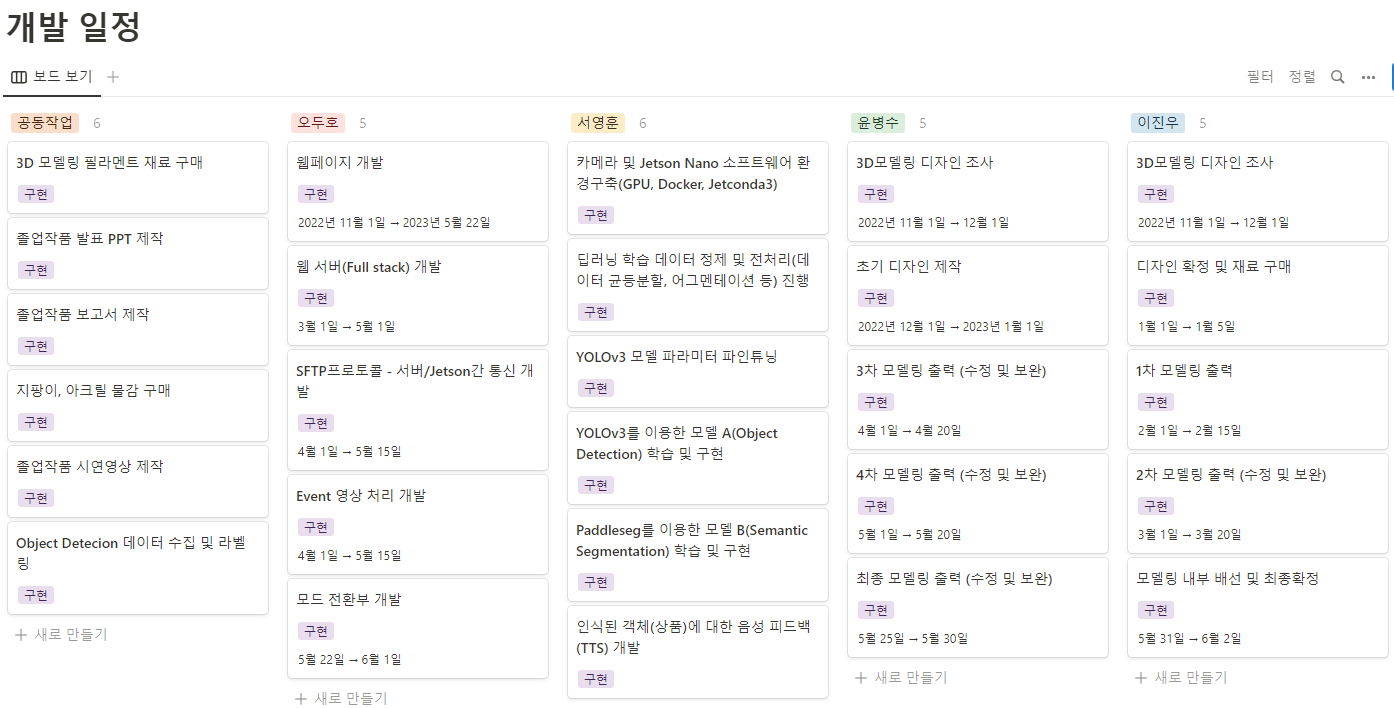 개발 일정
보드 보기
필터 정렬
공동작업 6
3D 모델링 필라멘트 재료 구매
구현
졸업작품 발표 PPT 제작
구현
졸업작품 보고서 제작
구현
지팡이, 아크릴 물감 구매
구현
졸업작품 시연영상 제작
구현
Object Detecion 데이터 수집 및 라벨
링
구현
+ 새로 만들기
오두호 5
웹페이지 개발
구현
2022년 11월 1일 → 2023년 5월 22일
웹 서버(Full stack) 개발
구현
3월 1일 → 5월 1일
SFTP프로토콜 - 서버/Jetson간 통신 개
발
구현
4월 1일 → 5월 15일
Event 영상 처리 개발
구현
4월 1일 → 5월 15일
모드 전환부 개발
구현
5월 22일 → 6월 1일
+ 새로 만들기
서영훈 6
카메라 및 Jetson Nano 소프트웨어 환
경구축(GPU, Docker, Jetconda3)
구현
딥러닝 학습 데이터 정제 및 전처리(데
이터 균등분할, 어그멘테이션 등) 진행
구현
YOLOv3 모델 파라미터 파인튜닝
구현
YOLOv3를 이용한 모델 A(Object
Detection) 학습 및 구현
구현
Paddleseg를 이용한 모델 B(Semantic
Segmentation) 학습 및 구현
구현
인식된 객체(상품)에 대한 음성 피드백
(TTS) 개발
구현
윤병수 5
3D모델링 디자인 조사
구현
2022년 11월 1일 → 12월 1일
초기 디자인 제작
구현
2022년 12월 1일 → 2023년 1월 1일
3차 모델링 출력 (수정 및 보완)
구현
4월 1일 → 4월 20일
4차 모델링 출력 (수정 및 보완)
구현
5월 1일 → 5월 20일
최종 모델링 출력 (수정 및 보완)
구현
5월 25일 → 5월 30일
+ 새로 만들기
이진우 5
3D모델링 디자인 조사
구현
2022년 11월 1일 → 12월 1일
디자인 확정 및 재료 구매
구현
1월 1일 → 1월 5일
1차 모델링 출력
구현
2월 1일 → 2월 15일
2차 모델링 출력 (수정 및 보완)
구현
3월 1일 → 3월 20일
모델링 내부 배선 및 최종확정
구현
5월 31일 → 6월 2일
+ 새로 만들기